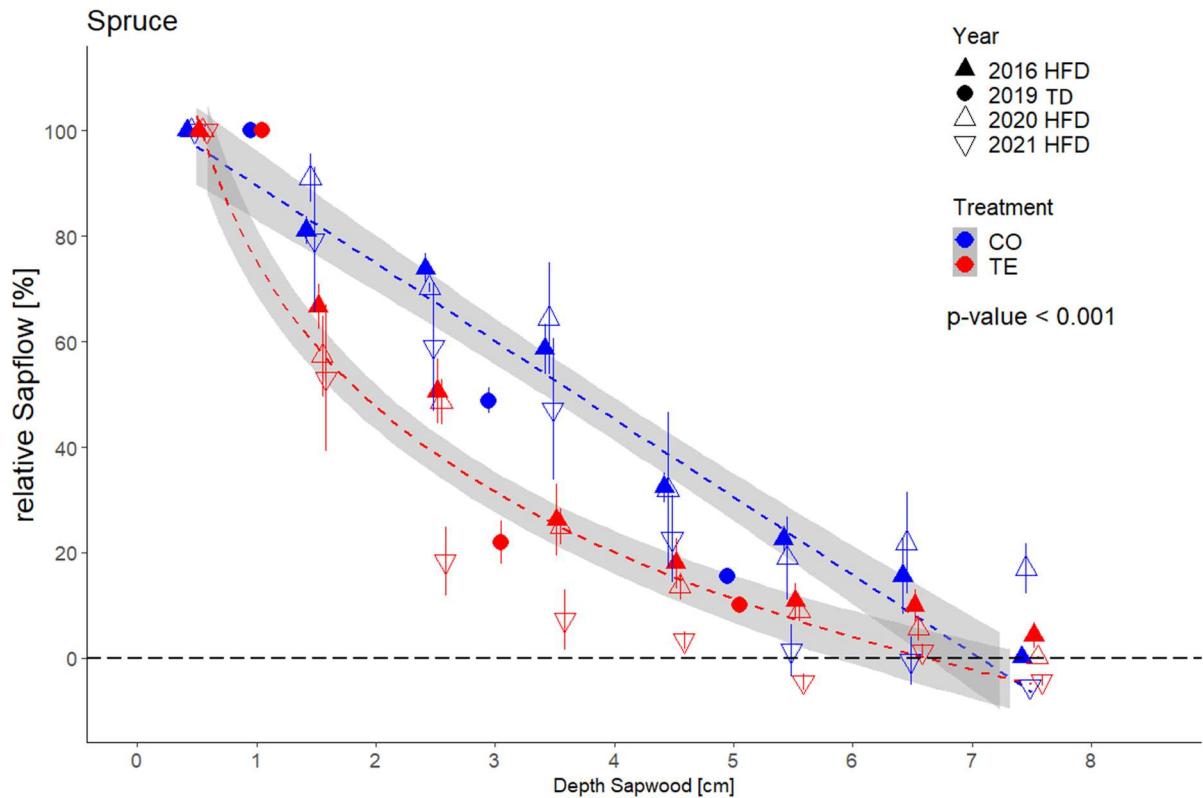 Spruce
Year
2016 HFD
2019 TD
2020 HFD
2021 HFD
Treatment
CO
TE
p-value < 0.001
relative Sapflow [%]
100
80
60
40
20
0
0 1 2 3 4 5 6 7 8
Depth Sapwood [cm]